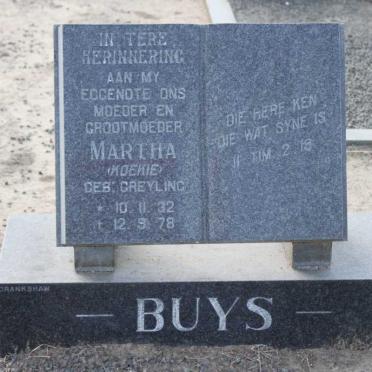 IN TERE
HERINNERING
AAN MY
EGGENOTE ONS
MOEDER EN
GROOTMOEDER
MARTHA
(KOEKIE)
GEB. GREYLING
* 10.11.32
† 12.9.78
DIE HERE KEN
DIE WAT SYNE IS
II TIM 2:18
CRANKSHAW
— BUYS —